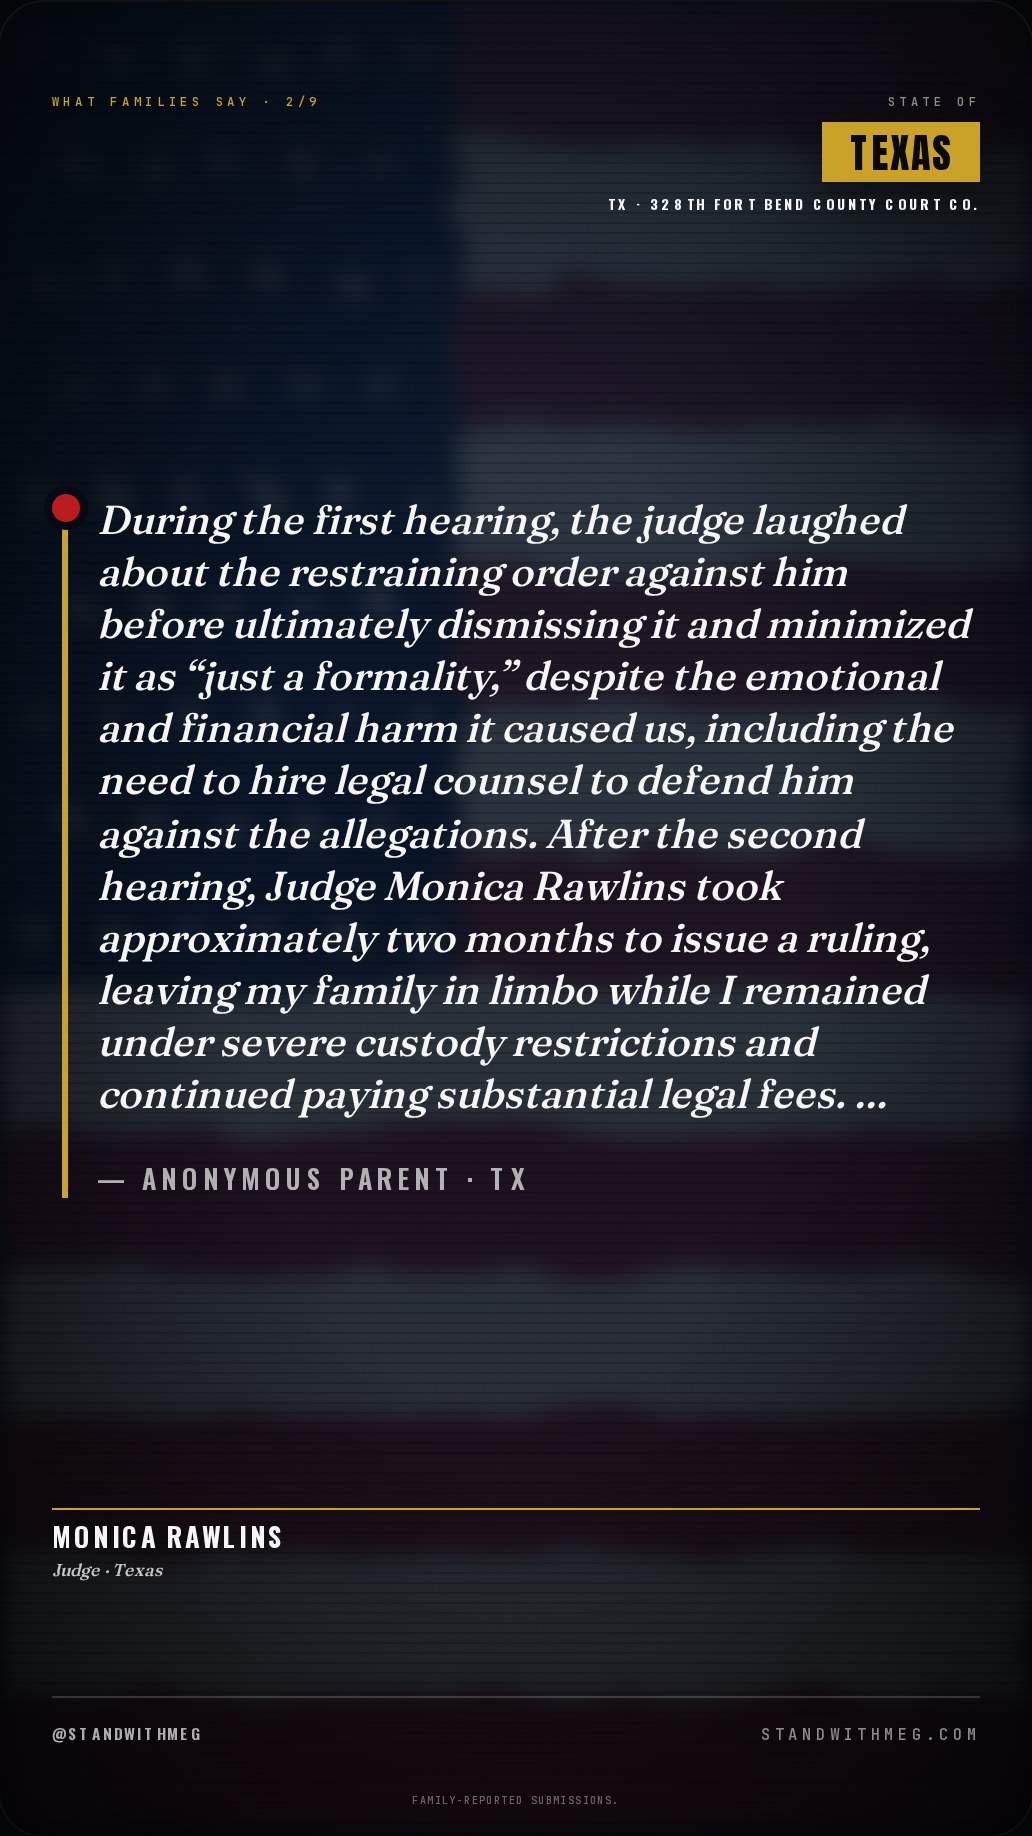 WHAT FAMILIES SAY · 2/9
STATE OF
TEXAS
TX · 328TH FORT BEND COUNTY COURT CO.
During the first hearing, the judge laughed
about the restraining order against him
before ultimately dismissing it and minimized
it as “just a formality,” despite the emotional
and financial harm it caused us, including the
need to hire legal counsel to defend him
against the allegations. After the second
hearing, Judge Monica Rawlins took
approximately two months to issue a ruling,
leaving my family in limbo while I remained
under severe custody restrictions and
continued paying substantial legal fees. ...
— ANONYMOUS PARENT · TX
MONICA RAWLINS
Judge · Texas
@STANDWITHMEG
STANDWITHMEG.COM
FAMILY-REPORTED SUBMISSIONS.